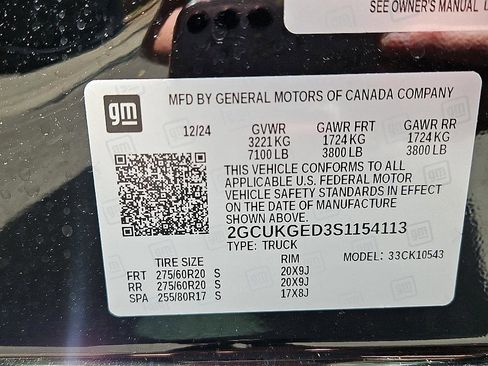 SEE OWNER'S MANUAL
gm
MFD BY GENERAL MOTORS OF CANADA COMPANY
12/24 GVWR GAWR FRT GAWR RR
3221 KG 1724 KG 1724 KG
7100 LB 3800 LB 3800 LB
THIS VEHICLE CONFORMS TO ALL
APPLICABLE U.S. FEDERAL MOTOR
VEHICLE SAFETY STANDARDS IN EFFECT
ON THE DATE OF MANUFACTURE
SHOWN ABOVE.
2GCUKGED3S1154113
TYPE: TRUCK
MODEL: 33CK10543
TIRE SIZE RIM
FRT 275/60R20 S 20X9J
RR 275/60R20 S 20X9J
SPA 255/80R17 S 17X8J